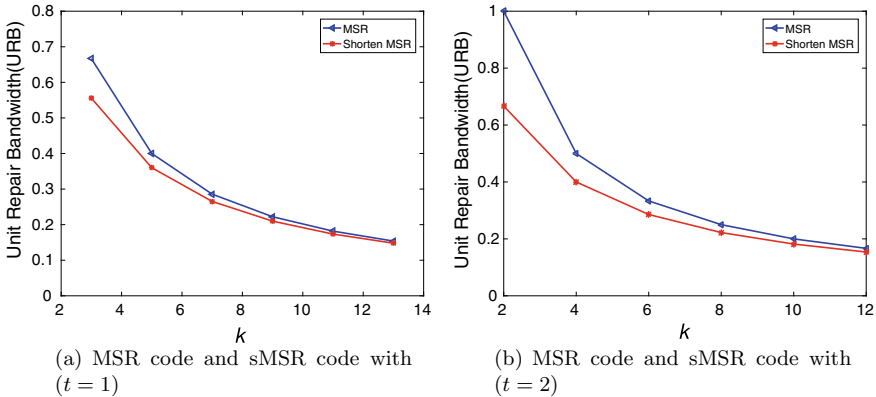 0.8
0.7
0.6
0.5
0.4
0.3
0.2
0.1
0
Unit Repair Bandwidth(URB)
MSR
Shorten MSR
2 4 6 8 10 12 14
k
(a) MSR code and sMSR code with
(t = 1)
1
0.8
0.6
0.4
0.2
0
Unit Repair Bandwidth(URB)
MSR
Shorten MSR
2 4 6 8 10 12
k
(b) MSR code and sMSR code with
(t = 2)